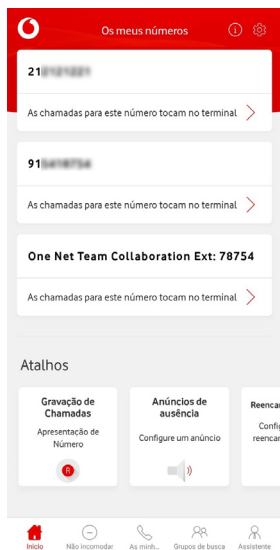 Os meus números
21
As chamadas para este número tocam no terminal
91
As chamadas para este número tocam no terminal
One Net Team Collaboration Ext: 78754
As chamadas para este número tocam no terminal
Atalhos
Gravação de
Chamadas
Apresentação de
Número
R
Anúncios de
ausência
Configure um anúncio
Início
Não incomodar
As minh...
Grupos de busca
Assistente